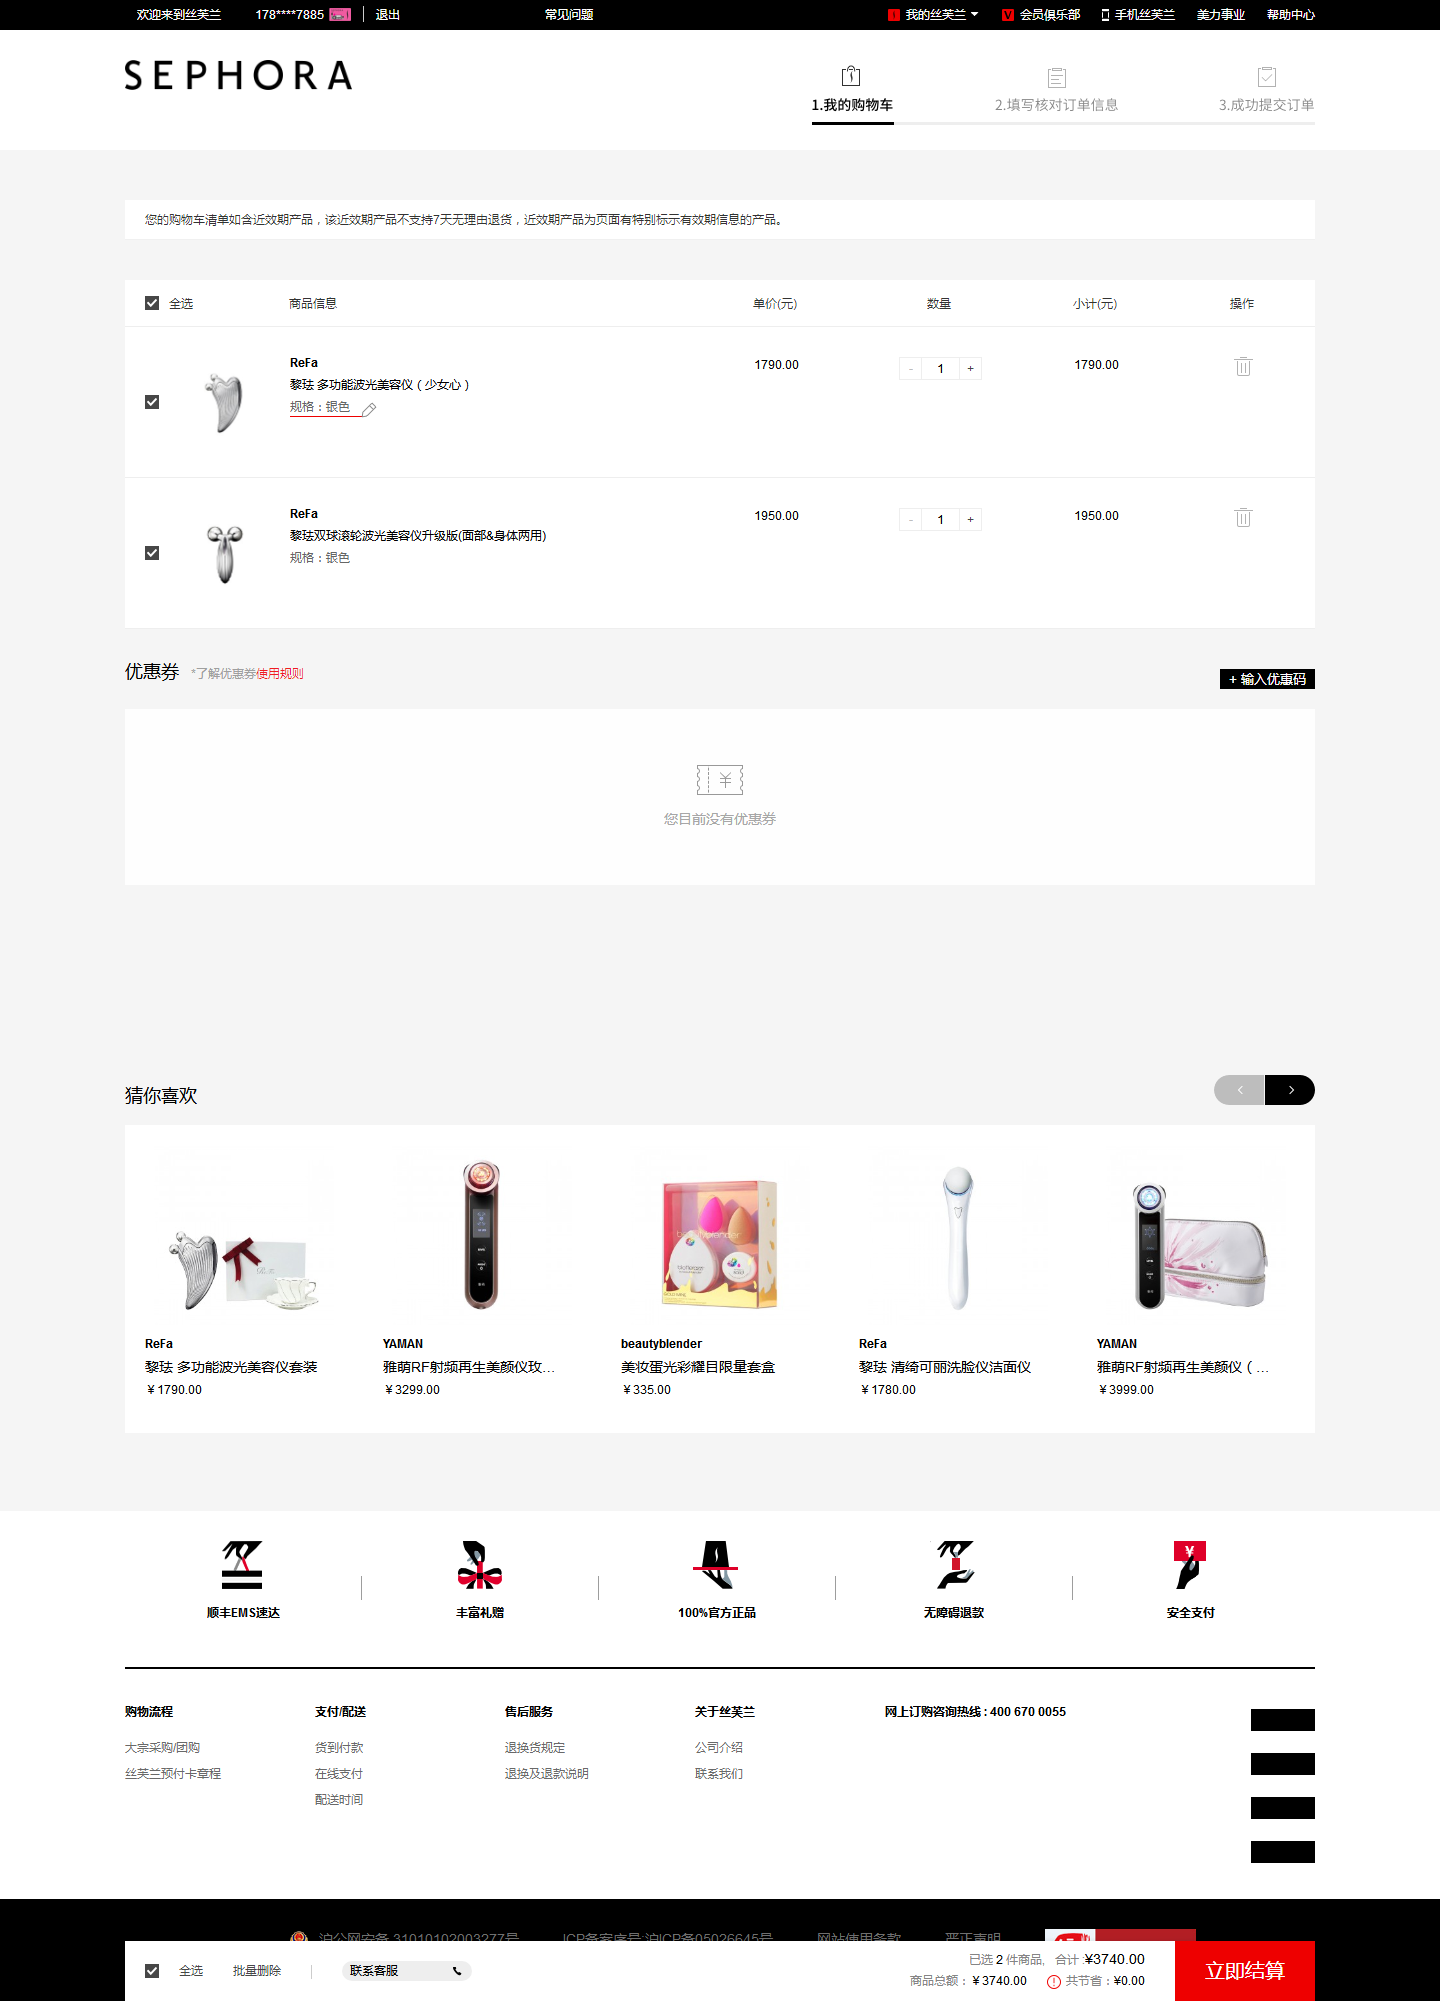 欢迎来到丝芙兰 178****7885 退出 常见问题 我的丝芙兰 会员俱乐部 手机丝芙兰 美力事业 帮助中心
SEPHORA
1.我的购物车 2.填写核对订单信息 3.成功提交订单
您的购物车清单如含近效期产品，该近效期产品不支持7天无理由退货，近效期产品为页面有特别标示有效期信息的产品。
全选 商品信息 单价(元) 数量 小计(元) 操作
ReFa
黎珐 多功能波光美容仪（少女心） 1790.00 - 1 + 1790.00
规格：银色
ReFa
黎珐双球滚轮波光美容仪升级版(面部&身体两用) 1950.00 - 1 + 1950.00
规格：银色
优惠券 *了解优惠券使用规则 + 输入优惠码
您目前没有优惠券
猜你喜欢
ReFa YAMAN beautyblender ReFa YAMAN
黎珐 多功能波光美容仪套装 雅萌RF射频再生美颜仪玫... 美妆蛋光彩耀目限量套盒 黎珐 清绮可丽洗脸仪洁面仪 雅萌RF射频再生美颜仪（...
￥1790.00 ￥3299.00 ￥335.00 ￥1780.00 ￥3999.00
顺丰EMS速达 丰富礼赠 100%官方正品 无障碍退款 安全支付
购物流程 支付/配送 售后服务 关于丝芙兰 网上订购咨询热线 : 400 670 0055
大宗采购/团购 货到付款 退换货规定 公司介绍
丝芙兰预付卡章程 在线支付 退换及退款说明 联系我们
配送时间
沪公网安备 31010102003277号 ICP备案序号:沪ICP备05026645号 网站使用条款 严正声明
全选 批量删除 联系客服
已选 2 件商品，合计 :¥3740.00
商品总额：￥3740.00 共节省：¥0.00
立即结算